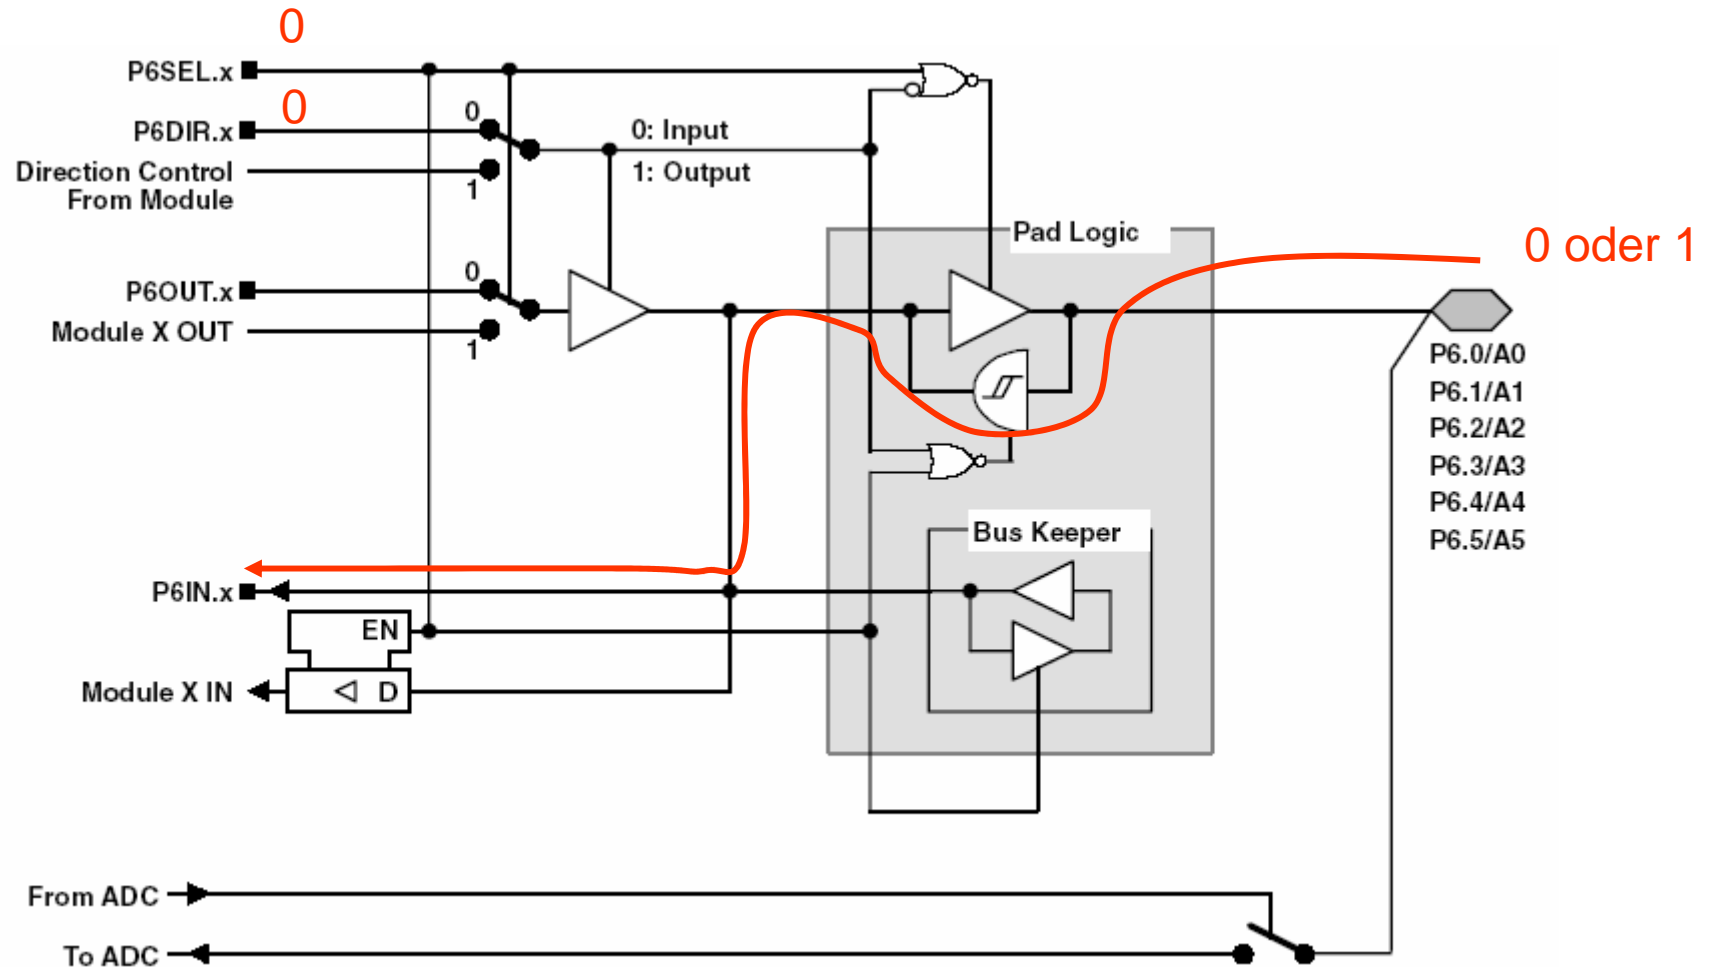 0
P6SEL.x
0
P6DIR.x
0
0: Input
Direction Control
From Module
1
1: Output
Pad Logic
0 oder 1
P6OUT.x
0
Module X OUT
1
P6.0/A0
P6.1/A1
P6.2/A2
P6.3/A3
P6.4/A4
P6.5/A5
Bus Keeper
P6IN.x
EN
Module X IN
D
From ADC
To ADC